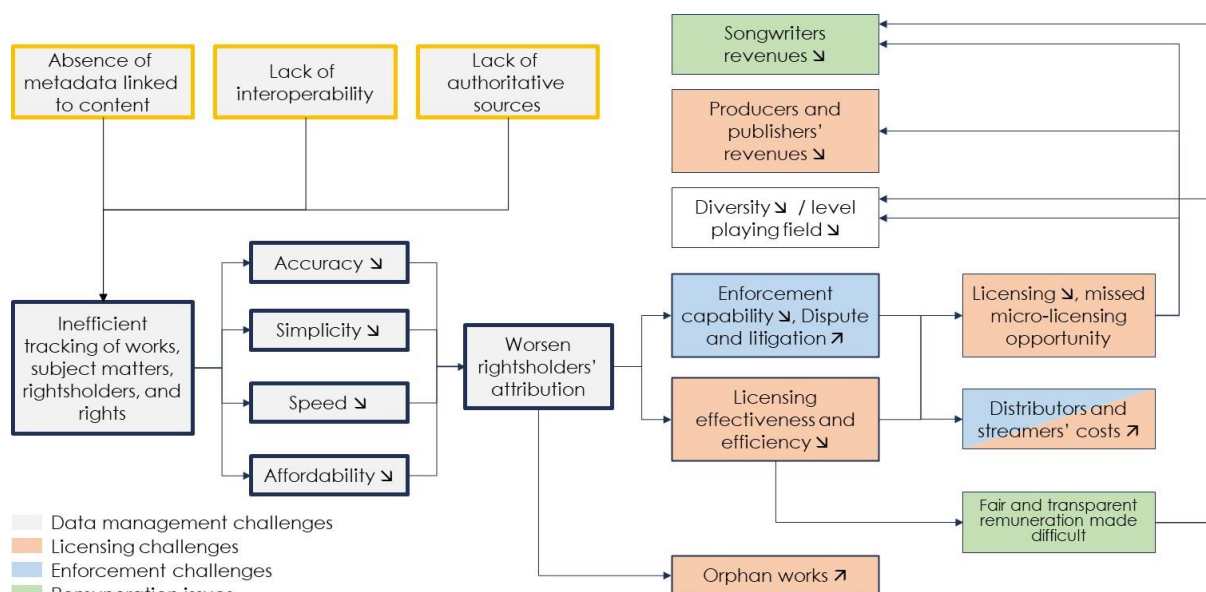 Absence of
metadata linked
to content
Lack of
interoperability
Lack of
authoritative
sources
Songwriters
revenues ↘
Producers and
publishers’
revenues ↘
Diversity ↘ / level
playing field ↘
Inefficient
tracking of works,
subject matters,
rightsholders, and
rights
Accuracy ↘
Simplicity ↘
Speed ↘
Affordability ↘
Worsen
rightsholders’
attribution
Enforcement
capability ↘, Dispute
and litigation ↗
Licensing
effectiveness and
efficiency ↘
Licensing ↘, missed
micro-licensing
opportunity
Distributors and
streamers’ costs ↗
Fair and transparent
remuneration made
difficult
Orphan works ↗
Data management challenges
Licensing challenges
Enforcement challenges
Remuneration issues